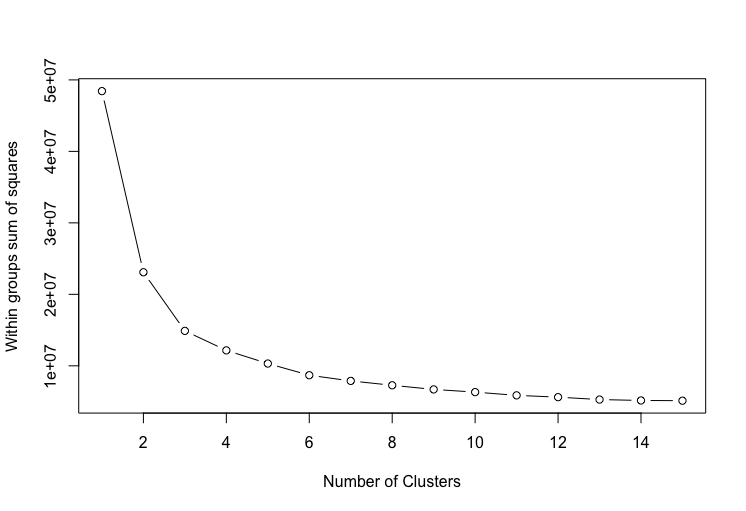 Within groups sum of squares
5e+07
4e+07
3e+07
2e+07
1e+07
2 4 6 8 10 12 14
Number of Clusters